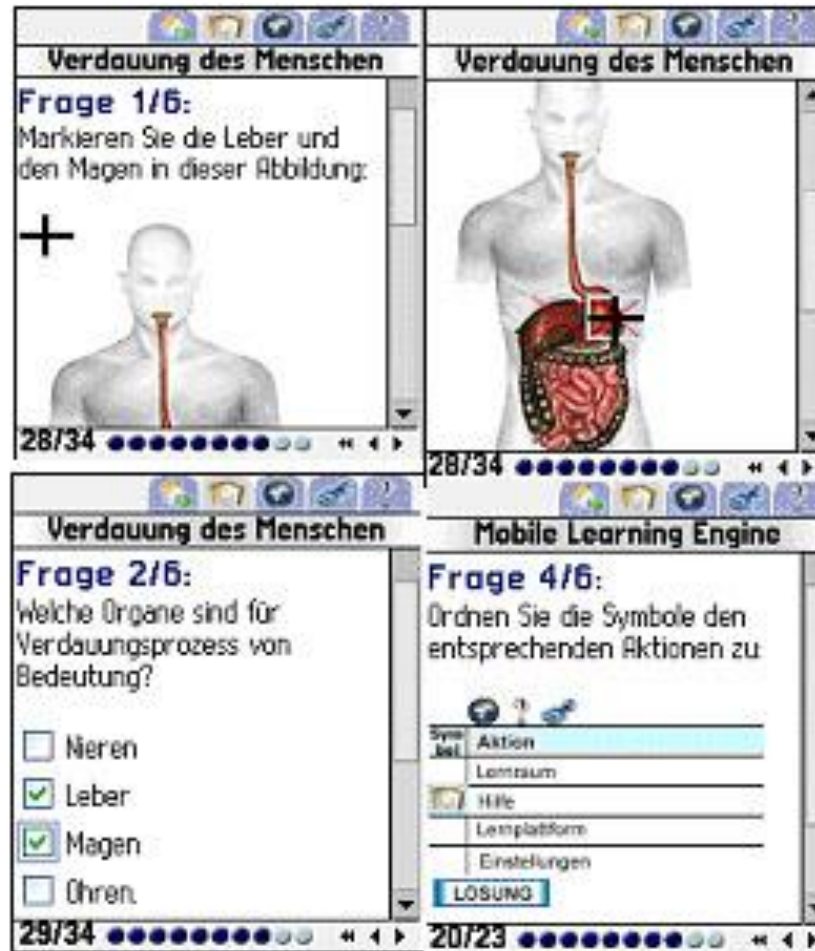 Verdauung des Menschen
Frage 1/6:
Markieren Sie die Leber und
den Magen in dieser Abbildung:
28/34
Verdauung des Menschen
28/34
Verdauung des Menschen
Frage 2/6:
Welche Organe sind für
Verdauungsprozess von
Bedeutung?
Nieren
Leber
Magen
Ohren.
29/34
Mobile Learning Engine
Frage 4/6:
Ordnen Sie die Symbole den
entsprechenden Aktionen zu:
?
Sym
bol Aktion
Lernraum
Hilfe
Lernplattform
Einstellungen
LÖSUNG
20/23